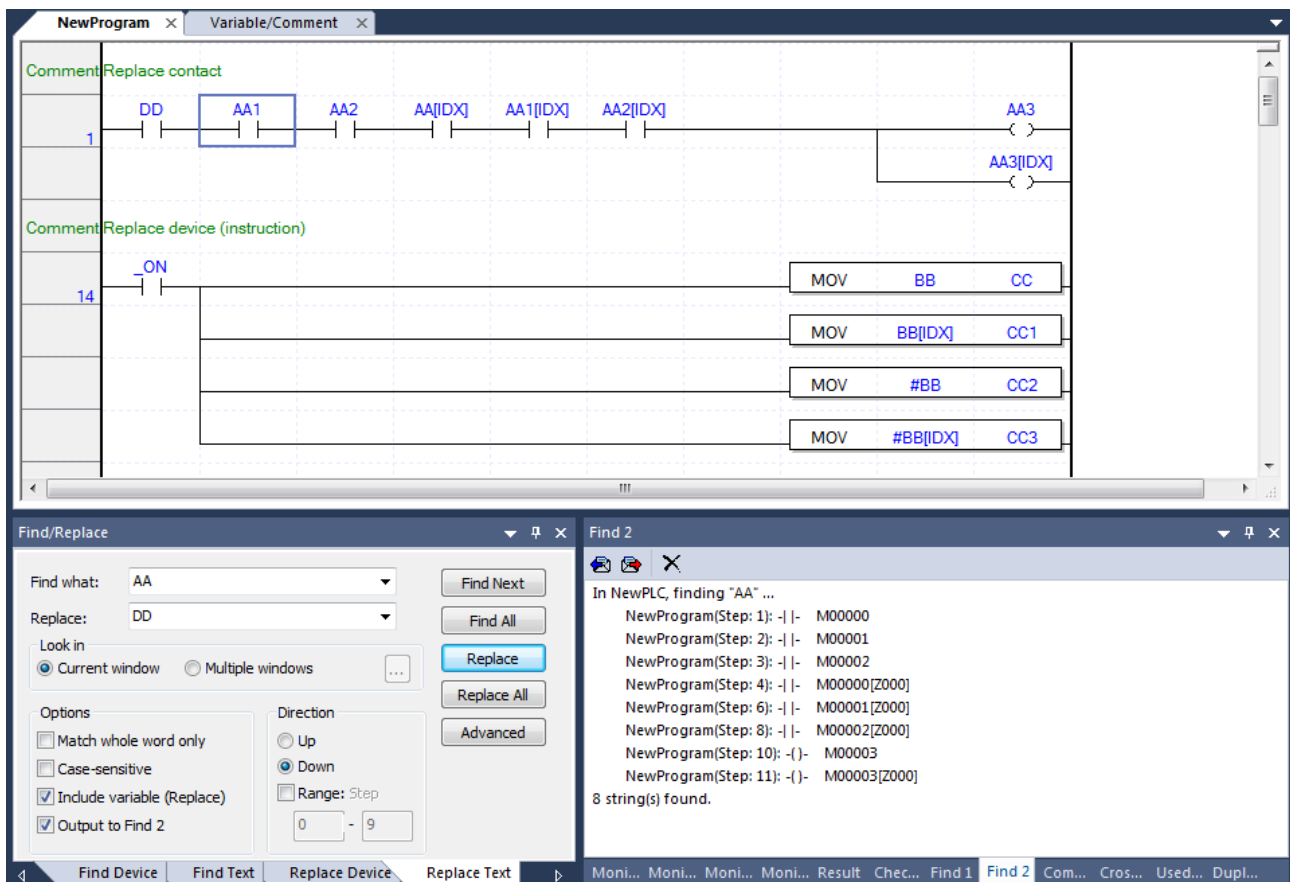 NewProgram × Variable/Comment ×
Comment Replace contact
DD AA1 AA2 AA[IDX] AA1[IDX] AA2[IDX] AA3
1
AA3[IDX]
Comment Replace device (instruction)
_ON
14
MOV BB CC
MOV BB[IDX] CC1
MOV #BB CC2
MOV #BB[IDX] CC3
Find/Replace
Find what: AA
Find Next
Replace: DD
Find All
Look in
Current window Multiple windows ...
Replace
Replace All
Options
Match whole word only
Case-sensitive
Include variable (Replace)
Output to Find 2
Direction
Up
Down
Range: Step
0 - 9
Advanced
Find Device Find Text Replace Device Replace Text
Find 2
In NewPLC, finding "AA" ...
NewProgram(Step: 1): -| |- M00000
NewProgram(Step: 2): -| |- M00001
NewProgram(Step: 3): -| |- M00002
NewProgram(Step: 4): -| |- M00000[Z000]
NewProgram(Step: 6): -| |- M00001[Z000]
NewProgram(Step: 8): -| |- M00002[Z000]
NewProgram(Step: 10): -( )- M00003
NewProgram(Step: 11): -( )- M00003[Z000]
8 string(s) found.
Moni... Moni... Moni... Moni... Result Chec... Find 1 Find 2 Com... Cros... Used... Dupl...